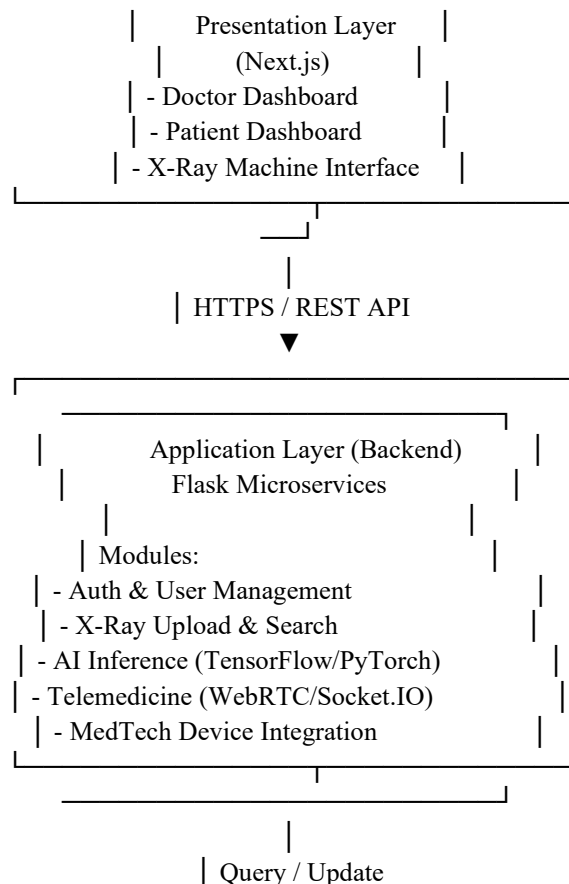 Presentation Layer
(Next.js)
- Doctor Dashboard
- Patient Dashboard
- X-Ray Machine Interface
HTTPS / REST API
▼
Application Layer (Backend)
Flask Microservices
Modules:
- Auth & User Management
- X-Ray Upload & Search
- AI Inference (TensorFlow/PyTorch)
- Telemedicine (WebRTC/Socket.IO)
- MedTech Device Integration
Query / Update